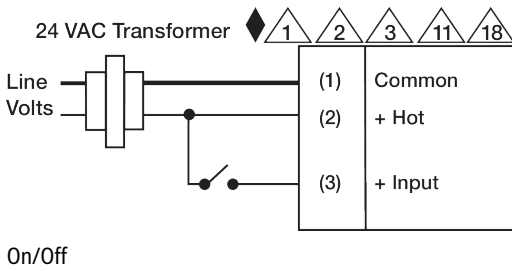 24 VAC Transformer 1 2 3 11 18
Line (1) Common
Volts (2) + Hot
(3) + Input
On/Off